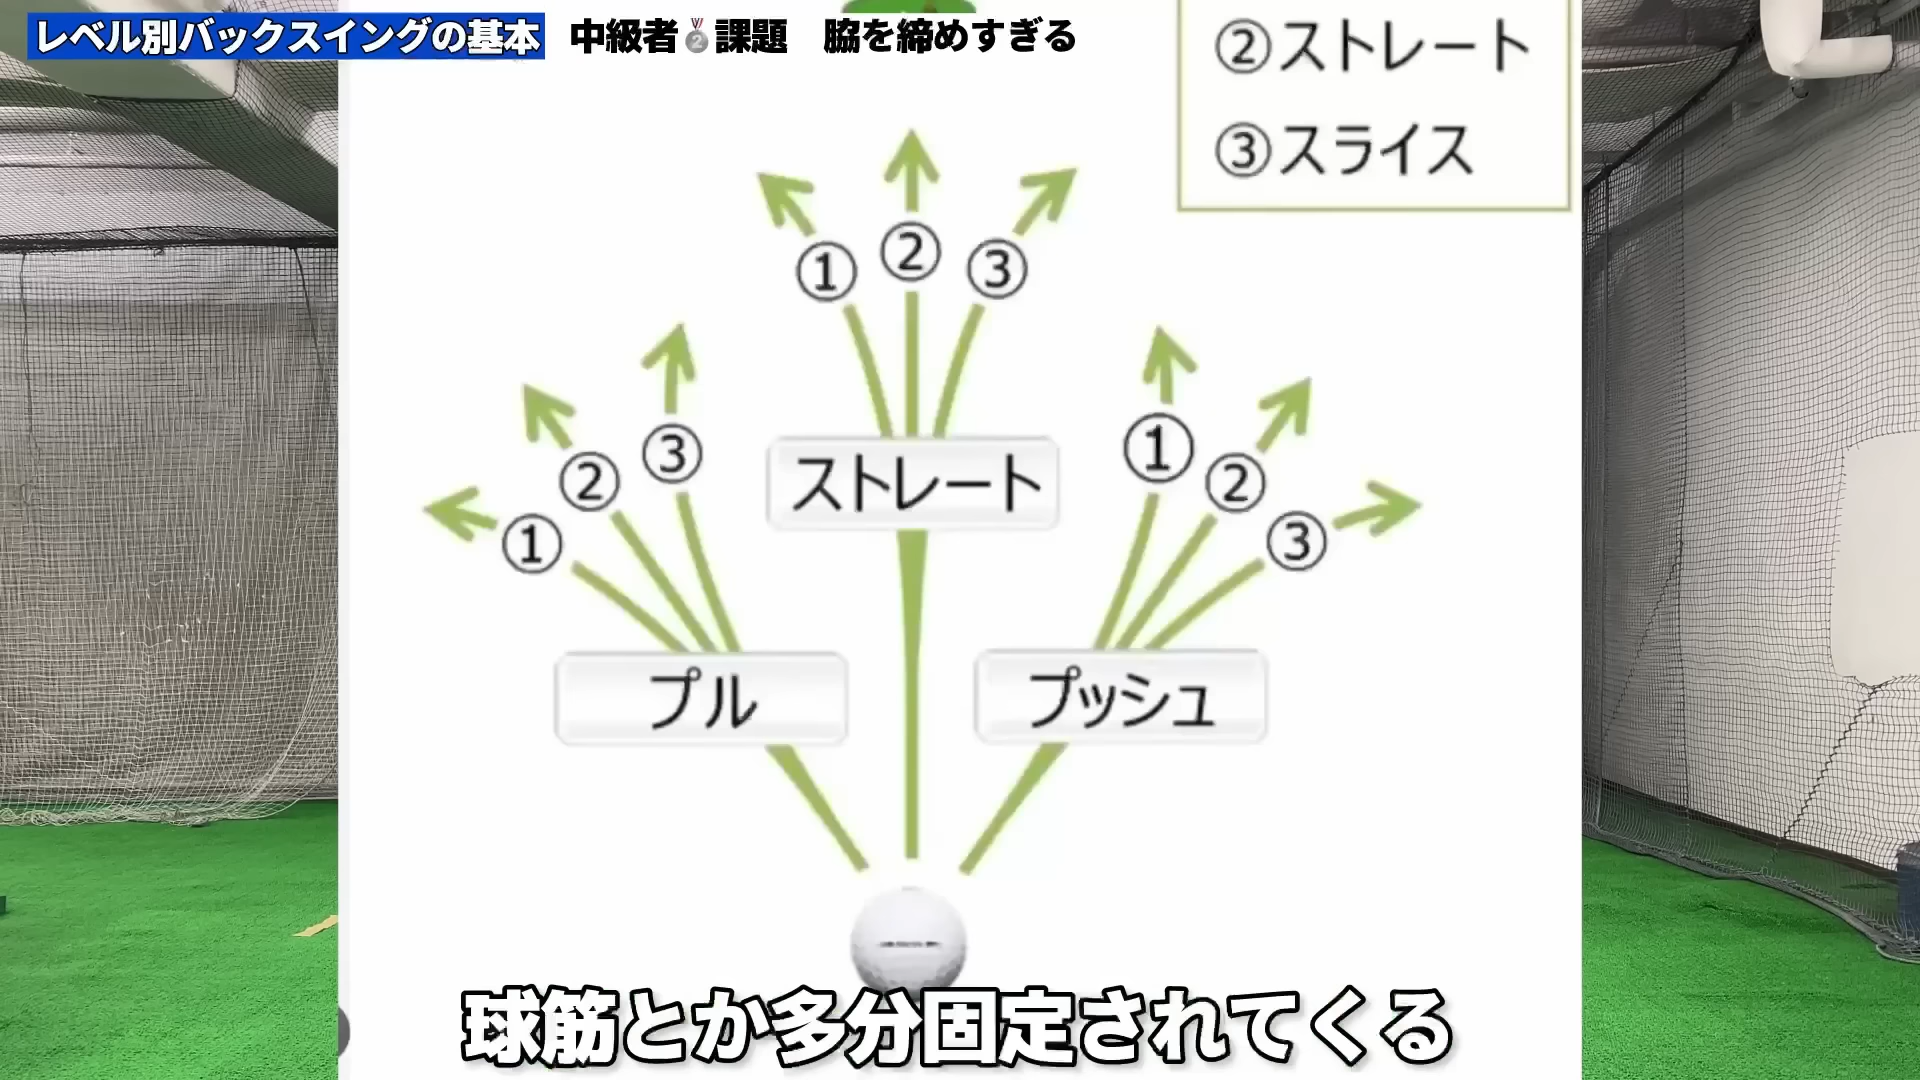 レベル別バックスイングの基本 中級者🥈課題 脇を締めすぎる
②ストレート
③スライス
① ② ③
① ② ③
① ② ③
ストレート
プル
プッシュ
球筋とか多分固定されてくる